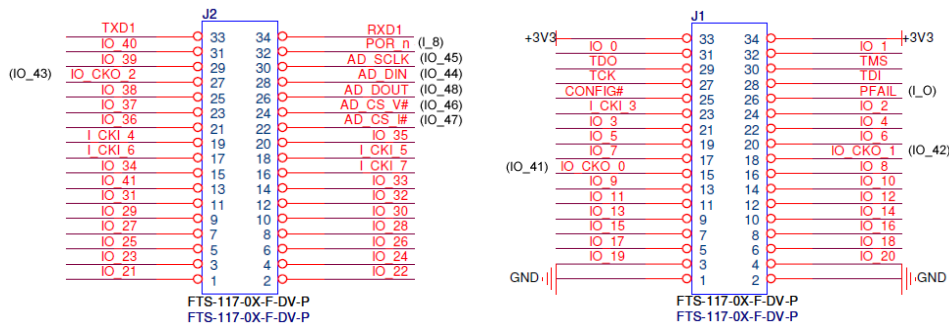 J2
TXD1 33 34 RXD1
IO_40 31 32 POR_n (I_8)
IO_39 29 30 AD_SCLK (IO_45)
(IO_43) IO_CKO_2 27 28 AD_DIN (IO_44)
IO_38 25 26 AD_DOUT (IO_48)
IO_37 23 24 AD_CS_V# (IO_46)
IO_36 21 22 AD_CS_I# (IO_47)
I_CKI_4 19 20 IO_35
I_CKI_6 17 18 I_CKI_5
IO_34 15 16 I_CKI_7
IO_41 13 14 IO_33
IO_31 11 12 IO_32
IO_29 9 10 IO_30
IO_27 7 8 IO_28
IO_25 5 6 IO_26
IO_23 3 4 IO_24
IO_21 1 2 IO_22
FTS-117-0X-F-DV-P
FTS-117-0X-F-DV-P
J1
+3V3 33 34 +3V3
IO_0 31 32 IO_1
TDO 29 30 TMS
TCK 27 28 TDI
CONFIG# 25 26 PFAIL (I_O)
I_CKI_3 23 24 IO_2
IO_3 21 22 IO_4
IO_5 19 20 IO_6
IO_7 17 18 IO_CKO_1 (IO_42)
(IO_41) IO_CKO_0 15 16 IO_8
IO_9 13 14 IO_10
IO_11 11 12 IO_12
IO_13 9 10 IO_14
IO_15 7 8 IO_16
IO_17 5 6 IO_18
IO_19 3 4 IO_20
GND 1 2 GND
FTS-117-0X-F-DV-P
FTS-117-0X-F-DV-P